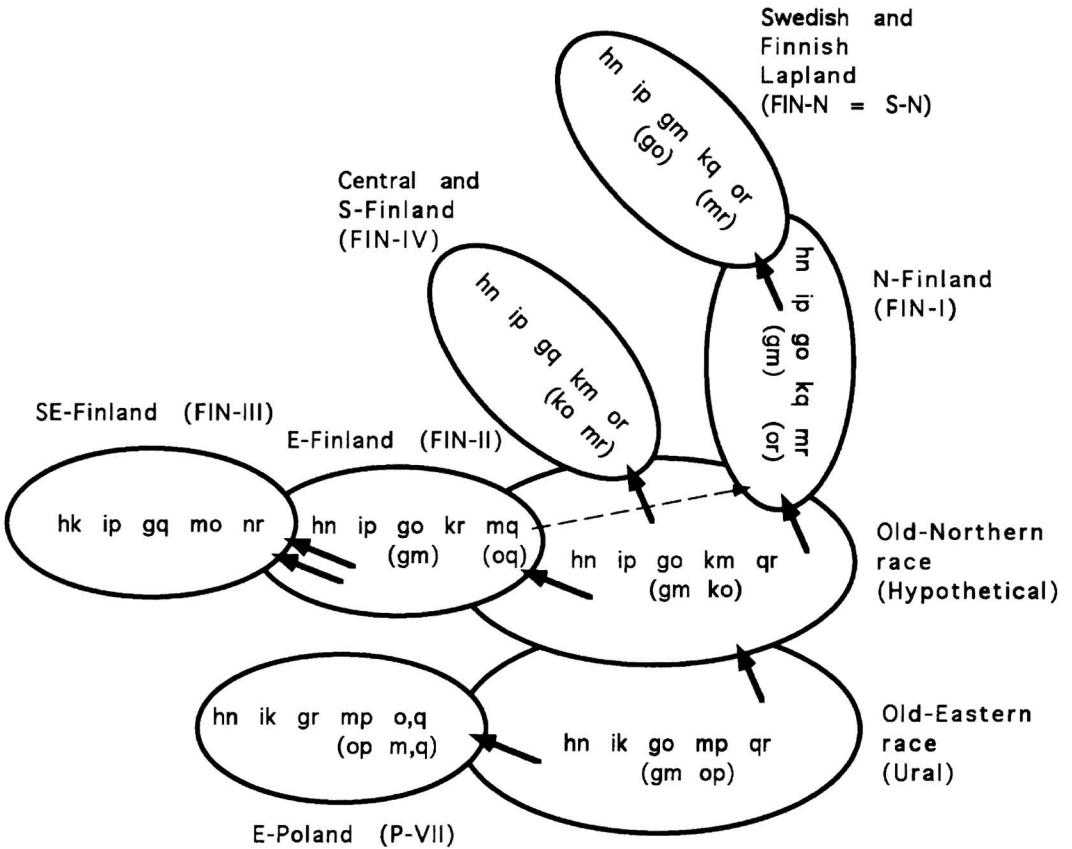 Swedish and
Finnish
Lapland
(FIN-N = S-N)
hn ip gm kq or
(go) (mr)
Central and
S-Finland
(FIN-IV)
hn ip gq km or
(ko mr)
N-Finland
(FIN-I)
hn ip go kq mr
(gm) (or)
SE-Finland (FIN-III)
hk ip gq mo nr
E-Finland (FIN-II)
hn ip go kr mq
(gm) (oq)
hn ip go km qr
(gm ko)
Old-Northern
race
(Hypothetical)
hn ik gr mp o,q
(op m,q)
E-Poland (P-VII)
hn ik go mp qr
(gm op)
Old-Eastern
race
(Ural)